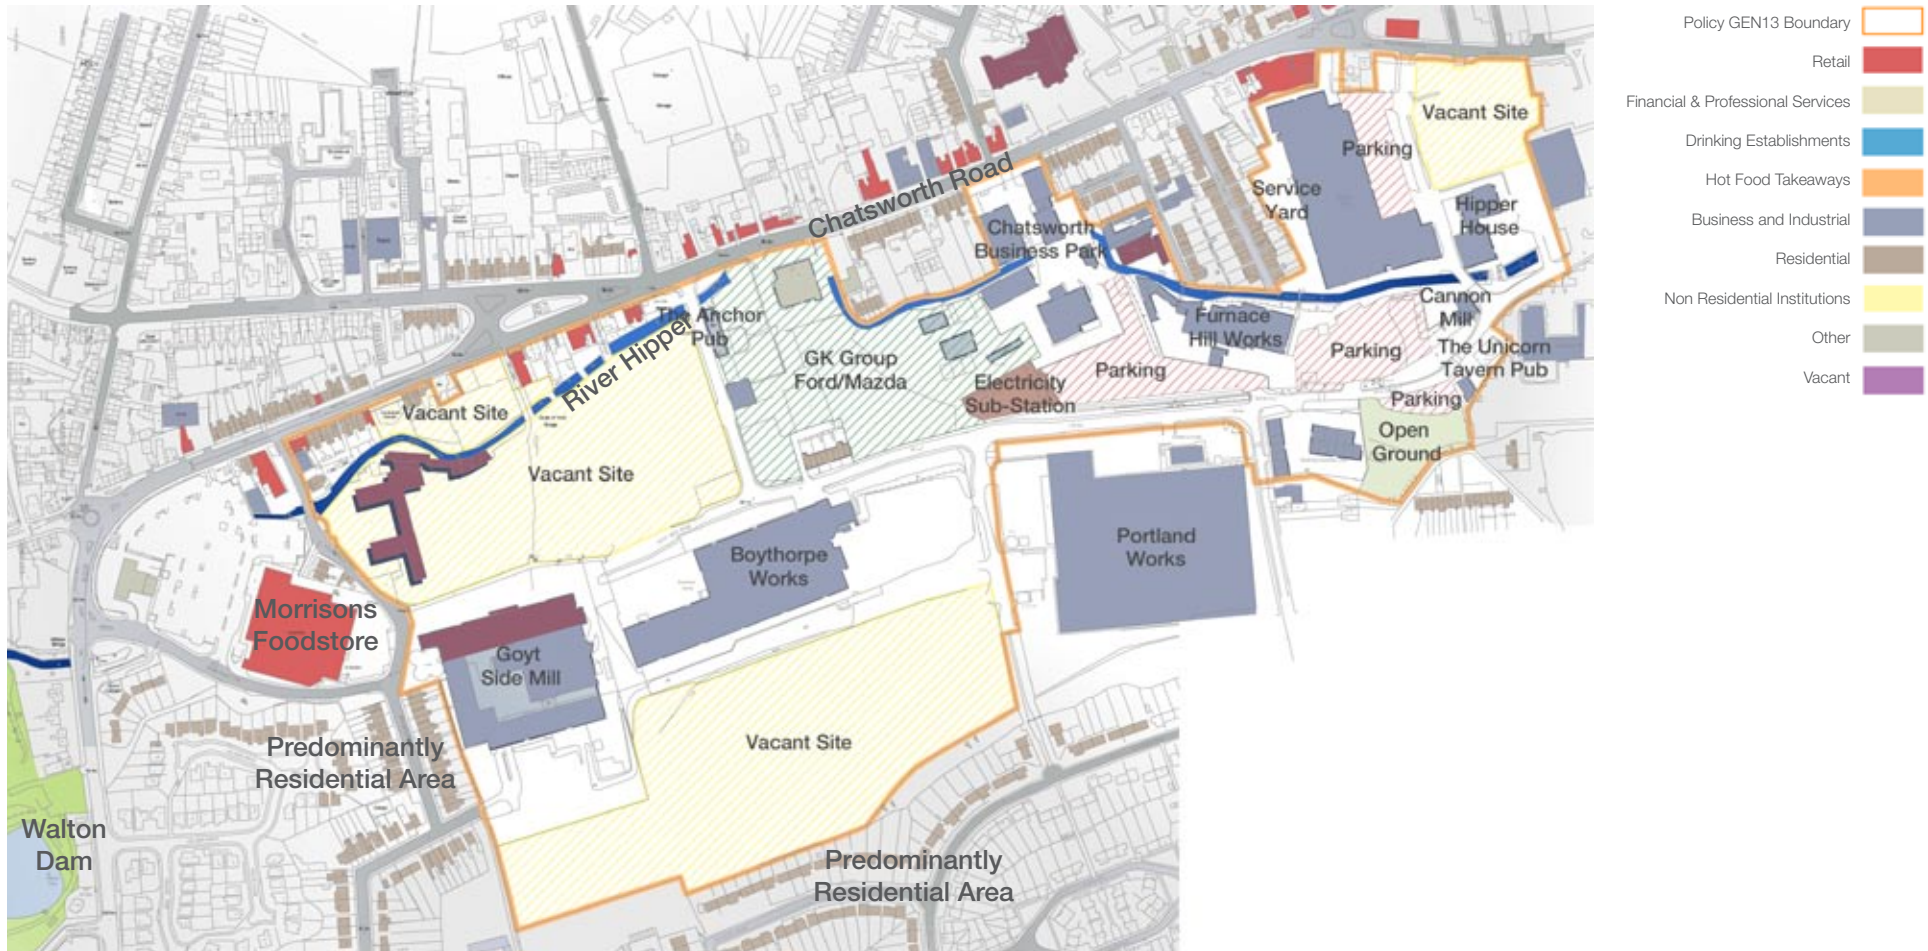 Policy GEN13 Boundary
Retail
Financial & Professional Services
Drinking Establishments
Hot Food Takeaways
Business and Industrial
Residential
Non Residential Institutions
Other
Vacant
Vacant Site
Parking
Service
Yard
Hipper
House
Chatsworth Road
Chatsworth
Business Park
Cannon
Mill
The Anchor
Pub
Furnace
Hill Works
River Hipper
GK Group
Ford/Mazda
The Unicorn
Tavern Pub
Parking
Parking
Electricity
Sub-Station
Parking
Vacant Site
Open
Ground
Vacant Site
Portland
Works
Boythorpe
Works
Morrisons
Foodstore
Goyt
Side Mill
Vacant Site
Predominantly
Residential Area
Walton
Dam
Predominantly
Residential Area